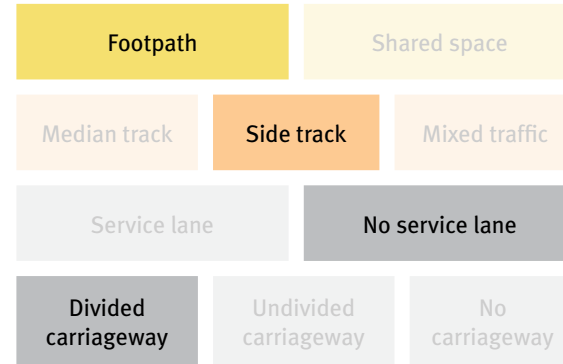 Footpath Shared space
Median track Side track Mixed traffic
Service lane No service lane
Divided Undivided No
carriageway carriageway carriageway